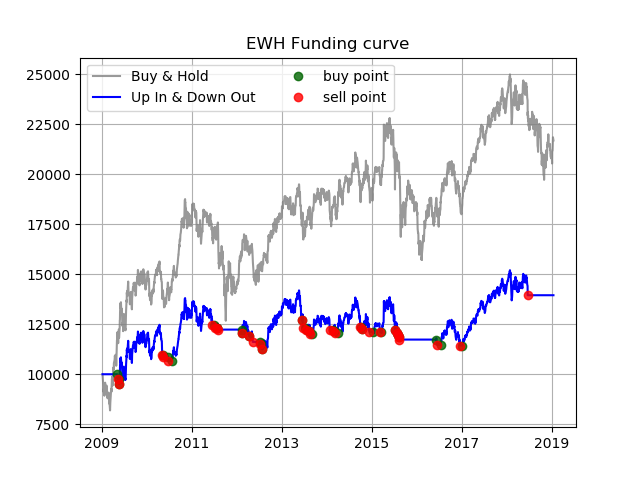 EWH Funding curve
Buy & Hold
Up In & Down Out
buy point
sell point
25000
22500
20000
17500
15000
12500
10000
7500
2009 2011 2013 2015 2017 2019